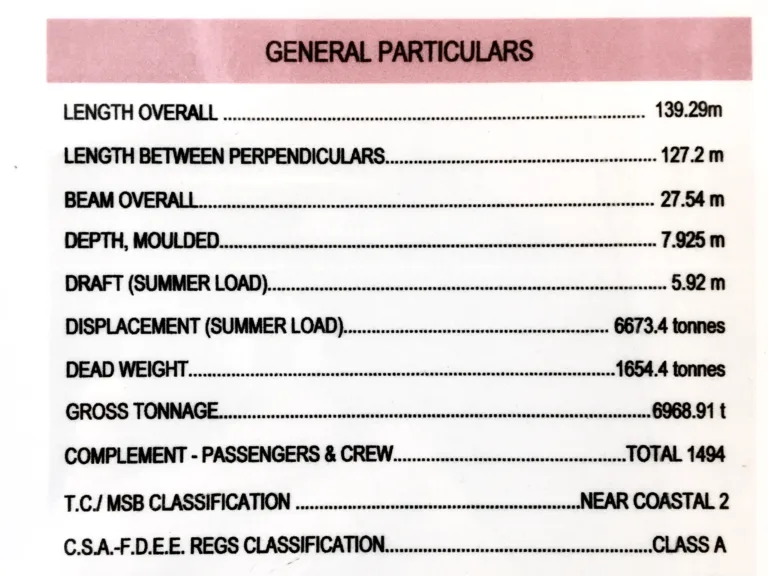 GENERAL PARTICULARS
LENGTH OVERALL ........................................................................ 139.29m
LENGTH BETWEEN PERPENDICULARS.............................................. 127.2 m
BEAM OVERALL............................................................................. 27.54 m
DEPTH, MOULDED.......................................................................... 7.925 m
DRAFT (SUMMER LOAD).................................................................... 5.92 m
DISPLACEMENT (SUMMER LOAD)............................................. 6673.4 tonnes
DEAD WEIGHT........................................................................1654.4 tonnes
GROSS TONNAGE.........................................................................6968.91 t
COMPLEMENT - PASSENGERS & CREW.......................................TOTAL 1494
T.C./ MSB CLASSIFICATION ................................................NEAR COASTAL 2
C.S.A.-F.D.E.E. REGS CLASSIFICATION.............................................CLASS A